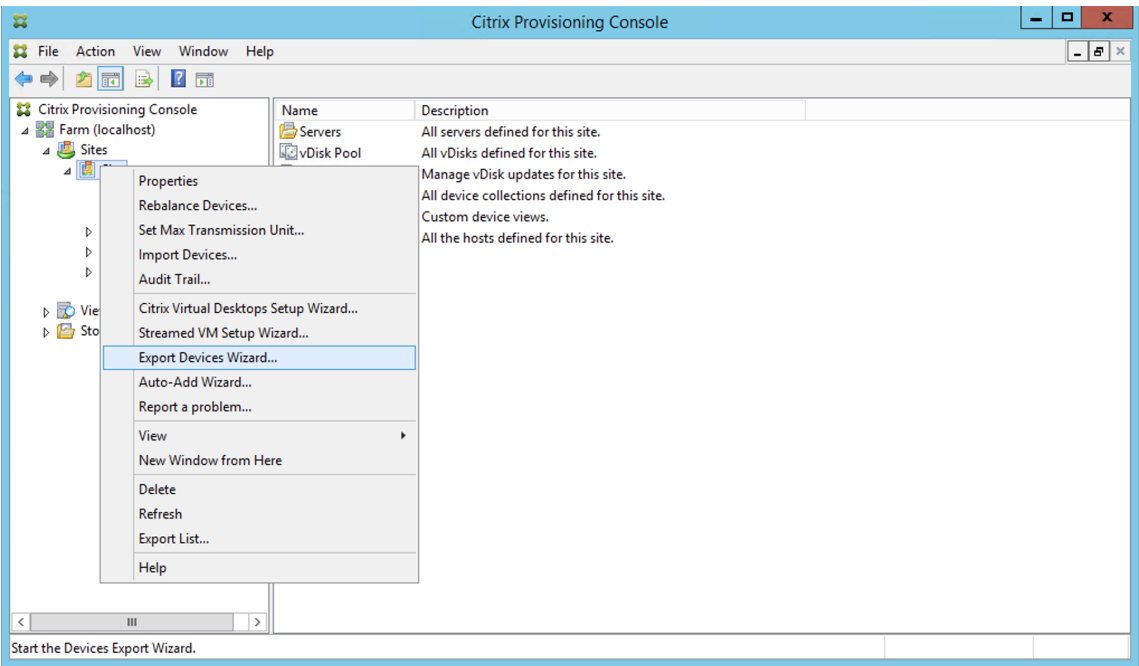 Citrix Provisioning Console
File Action View Window Help
Citrix Provisioning Console
Farm (localhost)
Sites
Name Description
Servers All servers defined for this site.
vDisk Pool All vDisks defined for this site.
Manage vDisk updates for this site.
All device collections defined for this site.
Custom device views.
All the hosts defined for this site.
Properties
Rebalance Devices...
Set Max Transmission Unit...
Import Devices...
Audit Trail...
Citrix Virtual Desktops Setup Wizard...
Streamed VM Setup Wizard...
Export Devices Wizard...
Auto-Add Wizard...
Report a problem...
View
New Window from Here
Delete
Refresh
Export List...
Help
Vie
Sto
Start the Devices Export Wizard.